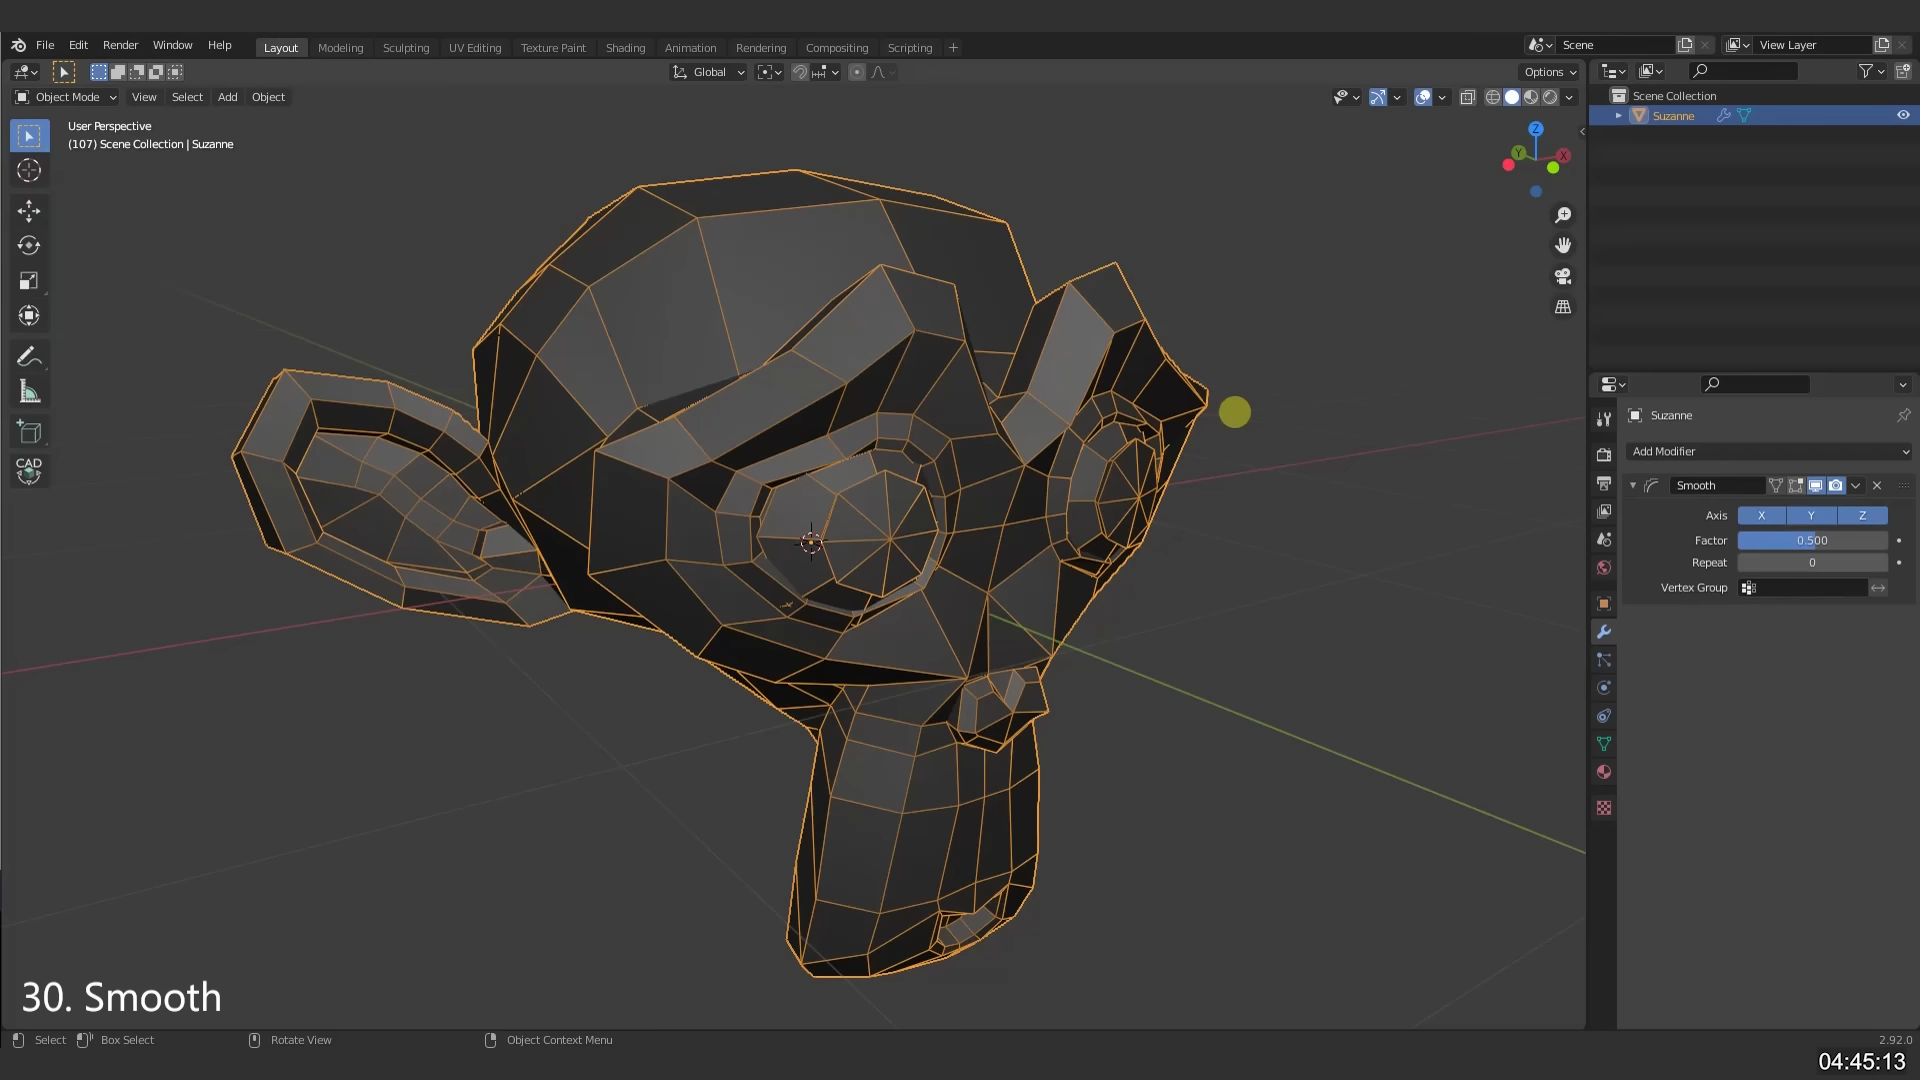 File Edit Render Window Help Layout Modeling Sculpting UV Editing Texture Paint Shading Animation Rendering Compositing Scripting + Scene View Layer
Global Options
Object Mode View Select Add Object
Scene Collection
Suzanne
User Perspective
(107) Scene Collection | Suzanne
Z
Y
X
CAD
Suzanne
Add Modifier
Smooth
Axis X Y Z
Factor 0.500
Repeat 0
Vertex Group
30. Smooth
Select Box Select Rotate View Object Context Menu 2.92.0
04:45:13